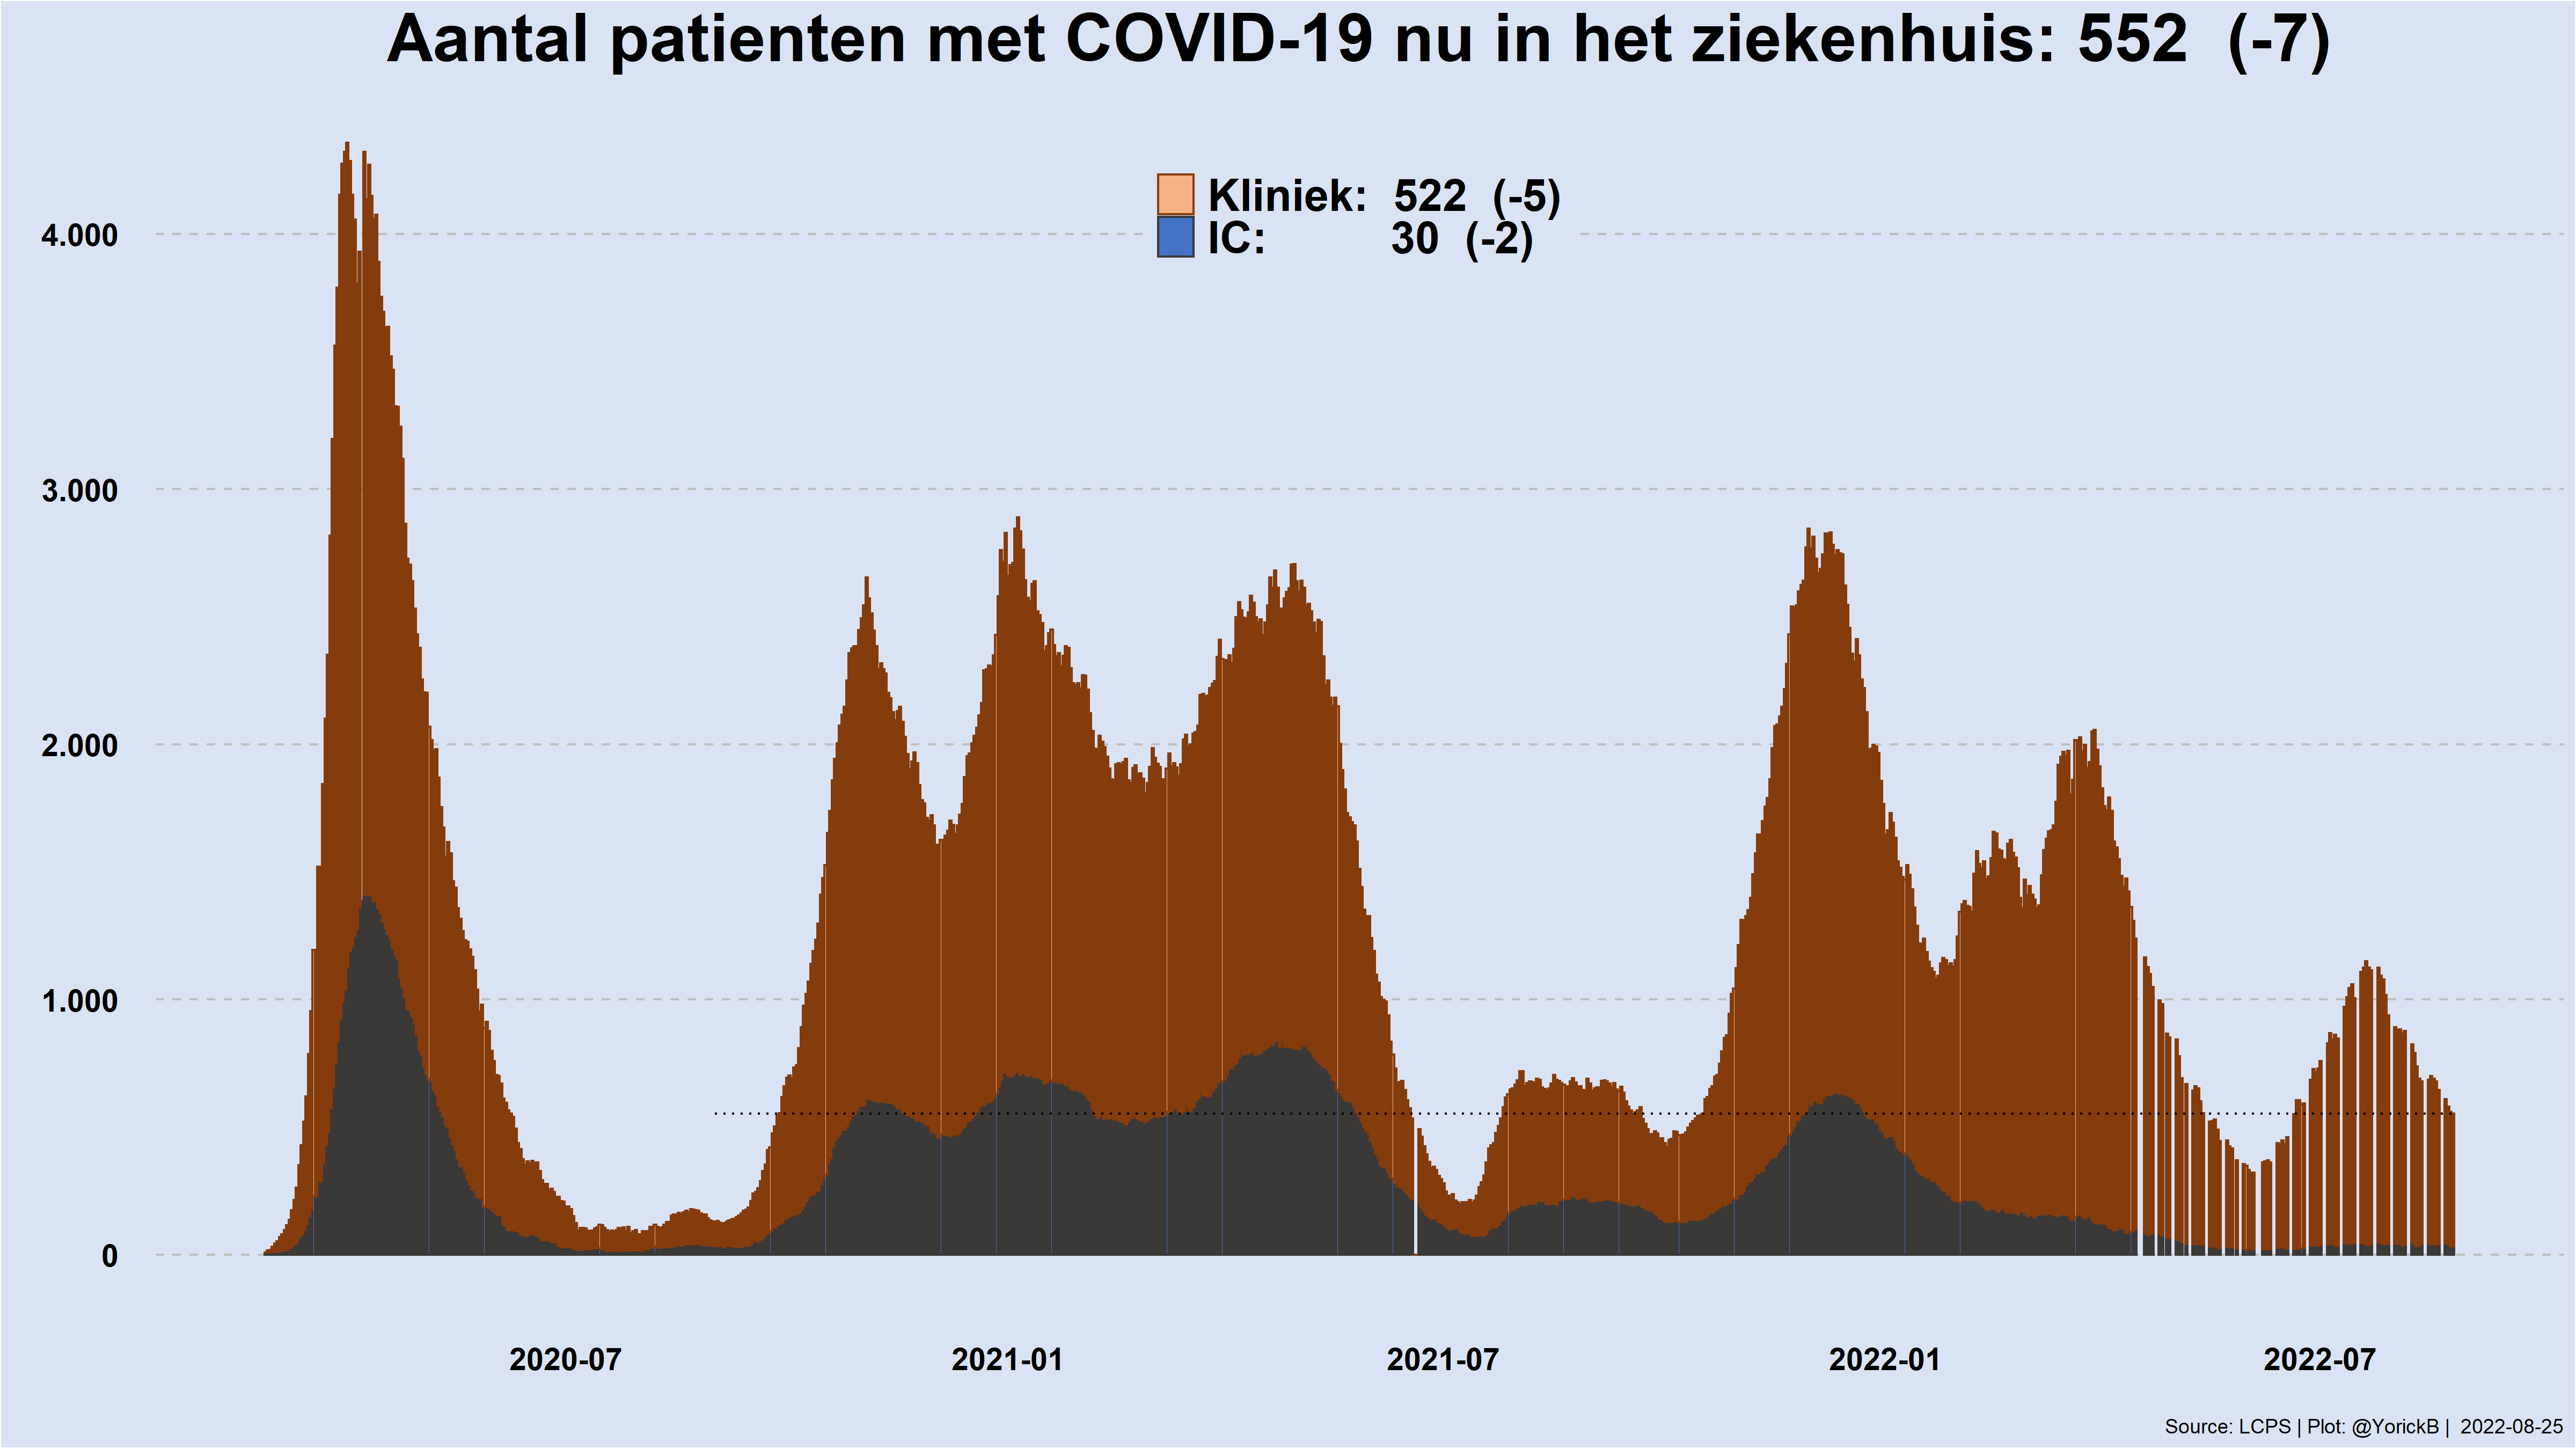 Aantal patienten met COVID-19 nu in het ziekenhuis: 552 (-7)
Kliniek: 522 (-5)
IC: 30 (-2)
4.000
3.000
2.000
1.000
0
2020-07 2021-01 2021-07 2022-01 2022-07
Source: LCPS | Plot: @YorickB | 2022-08-25